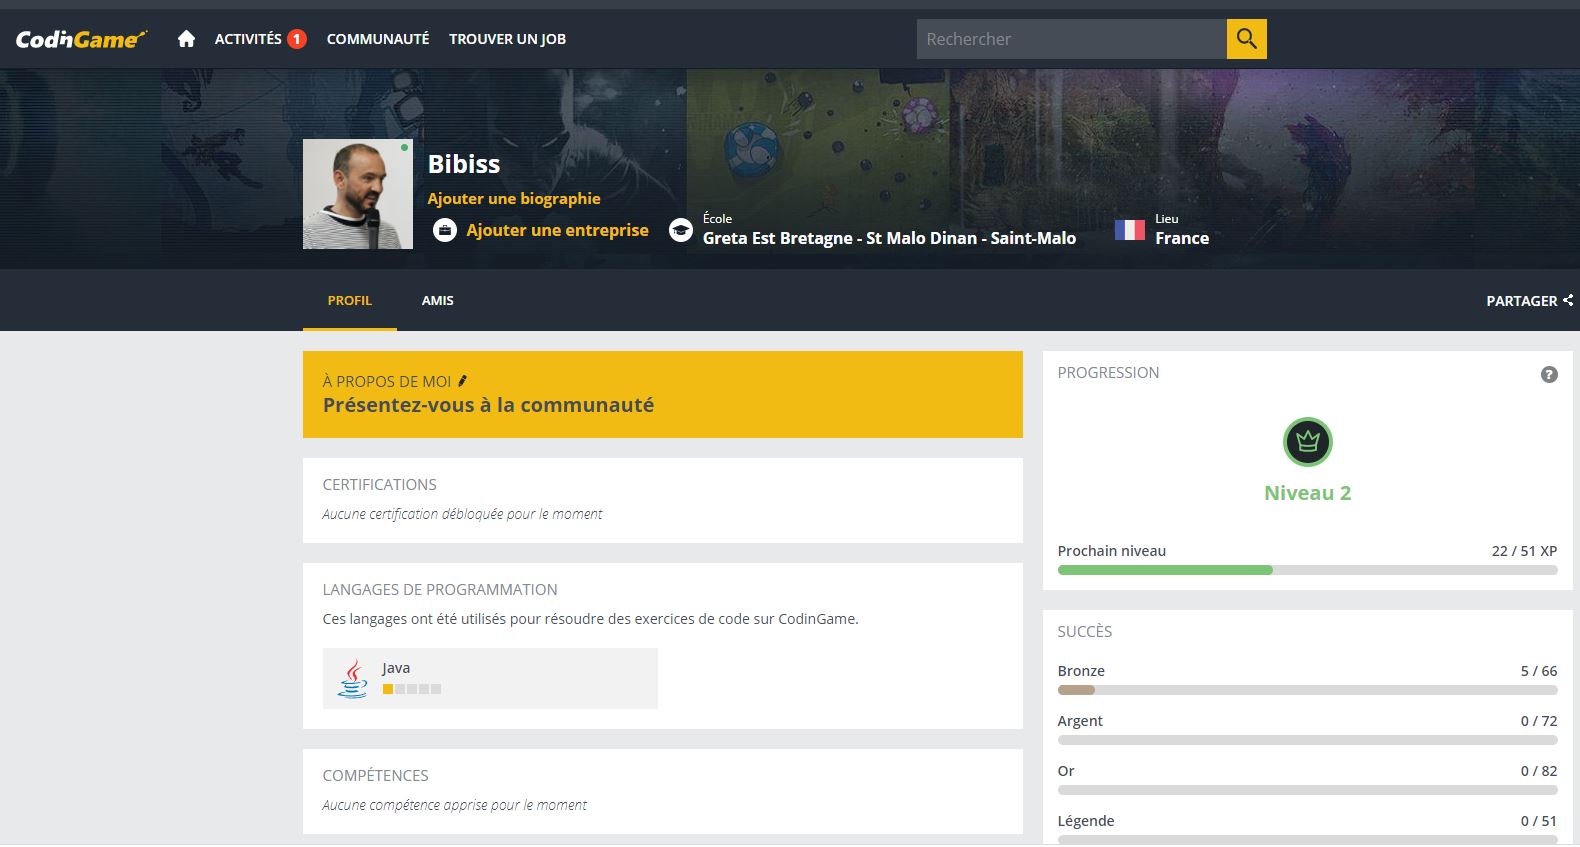 CodinGame
ACTIVITÉS 1 COMMUNAUTÉ TROUVER UN JOB
Rechercher
Bibiss
Ajouter une biographie
Ajouter une entreprise
École
Greta Est Bretagne - St Malo Dinan - Saint-Malo
Lieu
France
PROFIL AMIS
PARTAGER
À PROPOS DE MOI
Présentez-vous à la communauté
CERTIFICATIONS
Aucune certification débloquée pour le moment
LANGAGES DE PROGRAMMATION
Ces langages ont été utilisés pour résoudre des exercices de code sur CodinGame.
Java
COMPÉTENCES
Aucune compétence apprise pour le moment
PROGRESSION ?
Niveau 2
Prochain niveau 22 / 51 XP
SUCCÈS
Bronze 5 / 66
Argent 0 / 72
Or 0 / 82
Légende 0 / 51